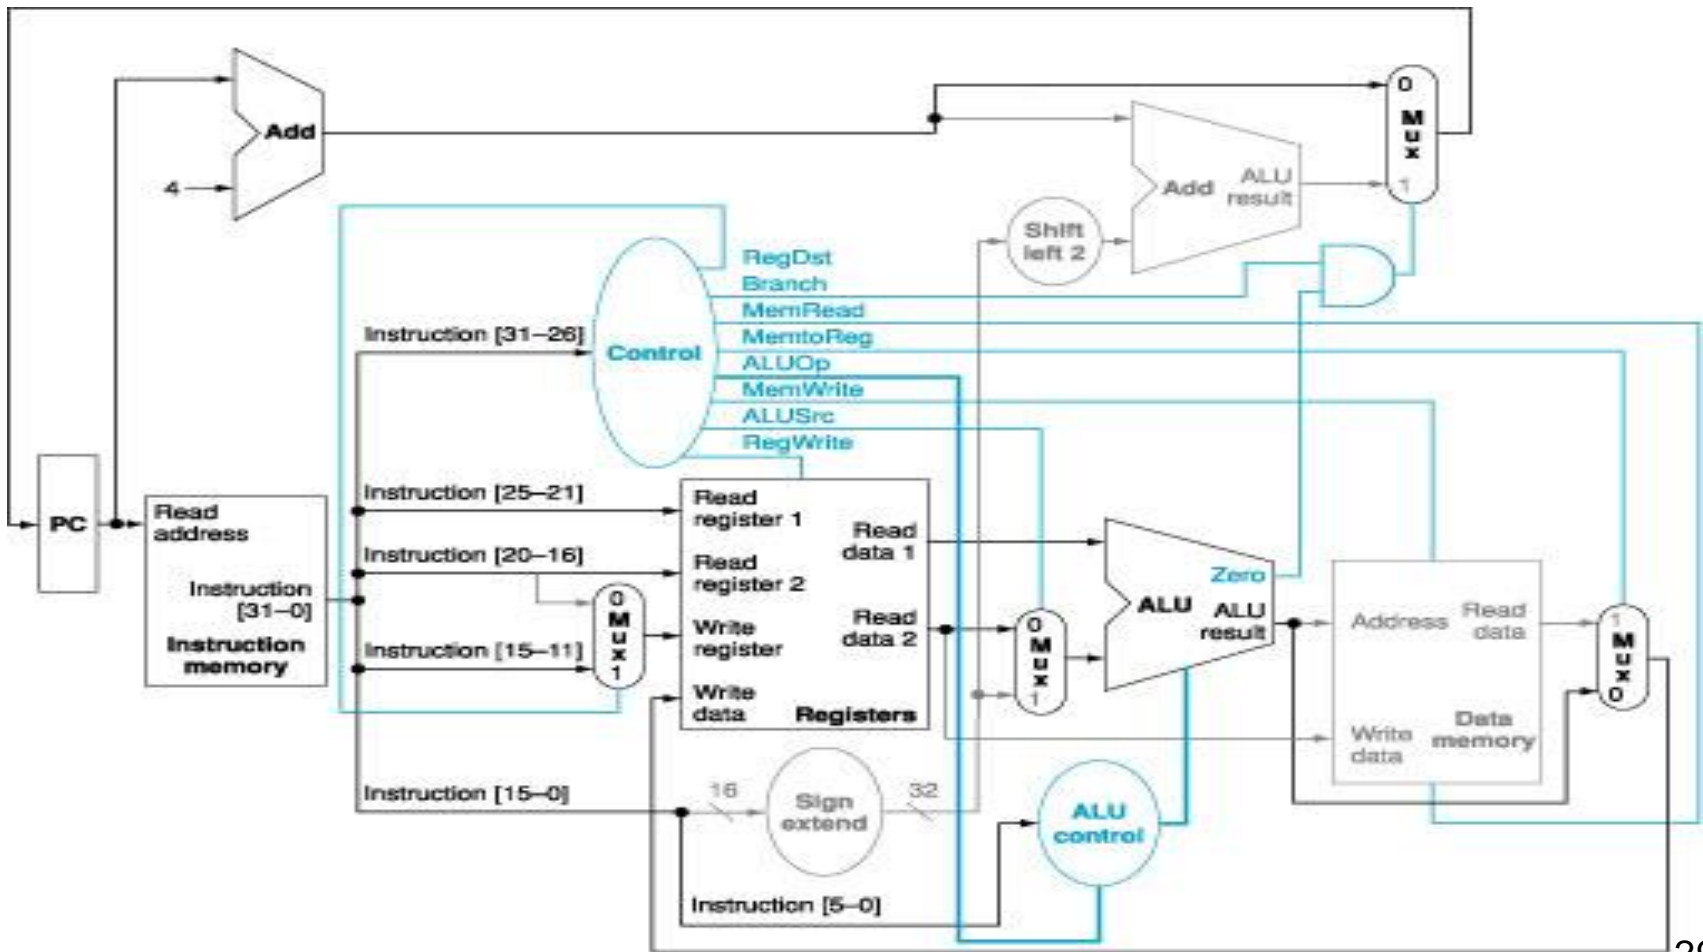 0
M
u
x
1
Add
4
Add
ALU
result
Shift
left 2
RegDst
Branch
MemRead
MemtoReg
ALUOp
MemWrite
ALUSrc
RegWrite
Control
Instruction [31–26]
Instruction [25–21]
Instruction [20–16]
Instruction [15–11]
Instruction [15–0]
Instruction [5–0]
PC
Read
address
Instruction
[31–0]
Instruction
memory
0
M
u
x
1
Read
register 1
Read
register 2
Write
register
Write
data
Read
data 1
Read
data 2
Registers
0
M
u
x
1
Zero
ALU
ALU
result
Address
Read
data
Write
data
Data
memory
1
M
u
x
0
16
Sign
extend
32
ALU
control